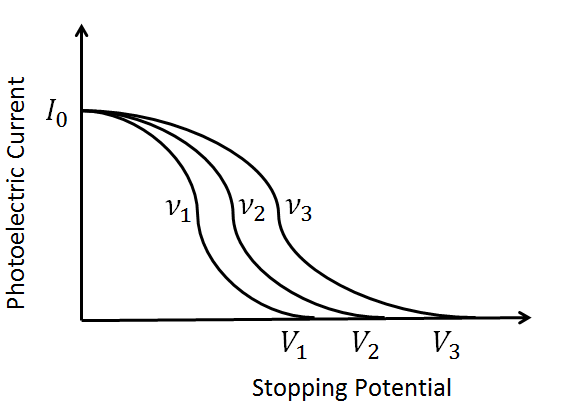 Photoelectric Current
I₀
ν₁
ν₂
ν₃
V₁
V₂
V₃
Stopping Potential